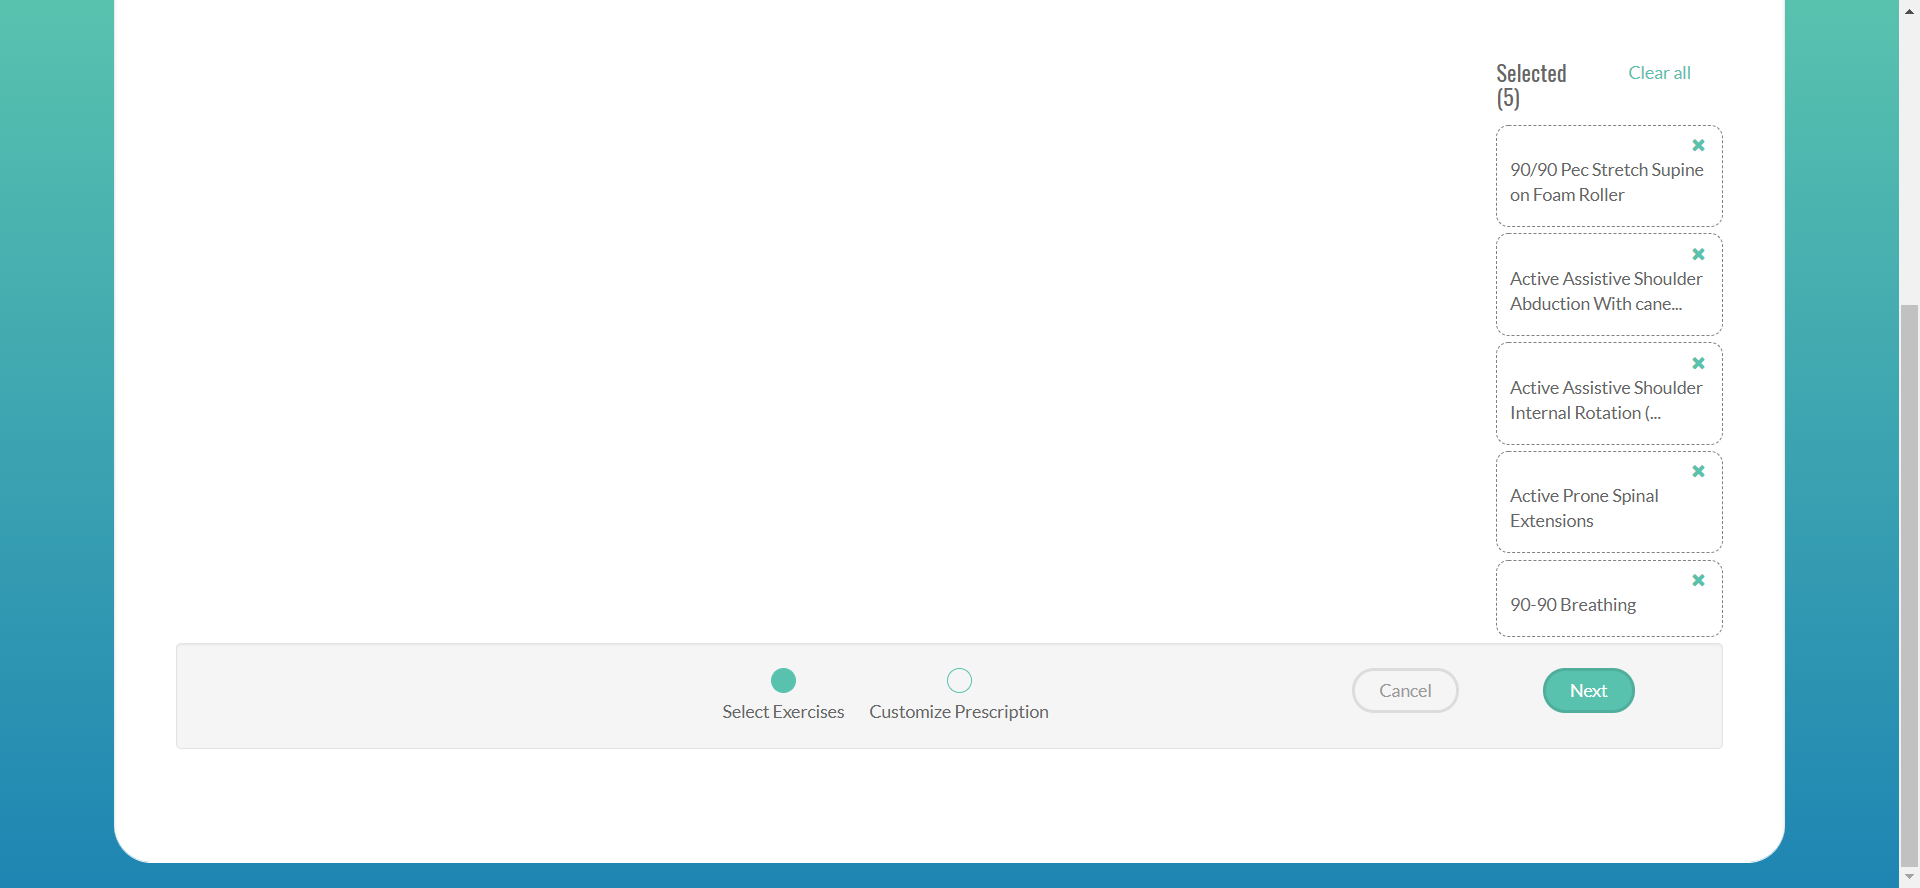 Selected
(5)
Clear all
90/90 Pec Stretch Supine
on Foam Roller
Active Assistive Shoulder
Abduction With cane...
Active Assistive Shoulder
Internal Rotation (...
Active Prone Spinal
Extensions
90-90 Breathing
Select Exercises
Customize Prescription
Cancel
Next